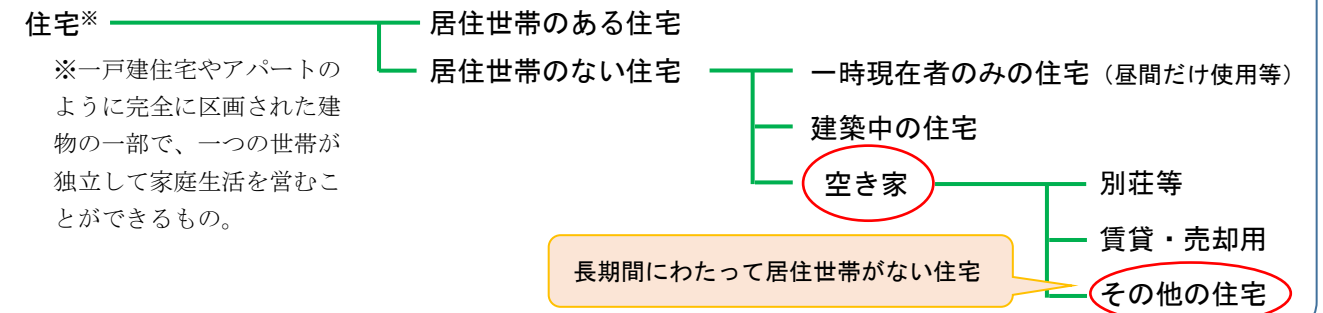 住宅※
居住世帯のある住宅
※一戸建住宅やアパートの
ように完全に区画された建
物の一部で、一つの世帯が
独立して家庭生活を営むこ
とができるもの。
居住世帯のない住宅
一時現在者のみの住宅（昼間だけ使用等）
建築中の住宅
空き家
別荘等
賃貸・売却用
長期間にわたって居住世帯がない住宅
その他の住宅